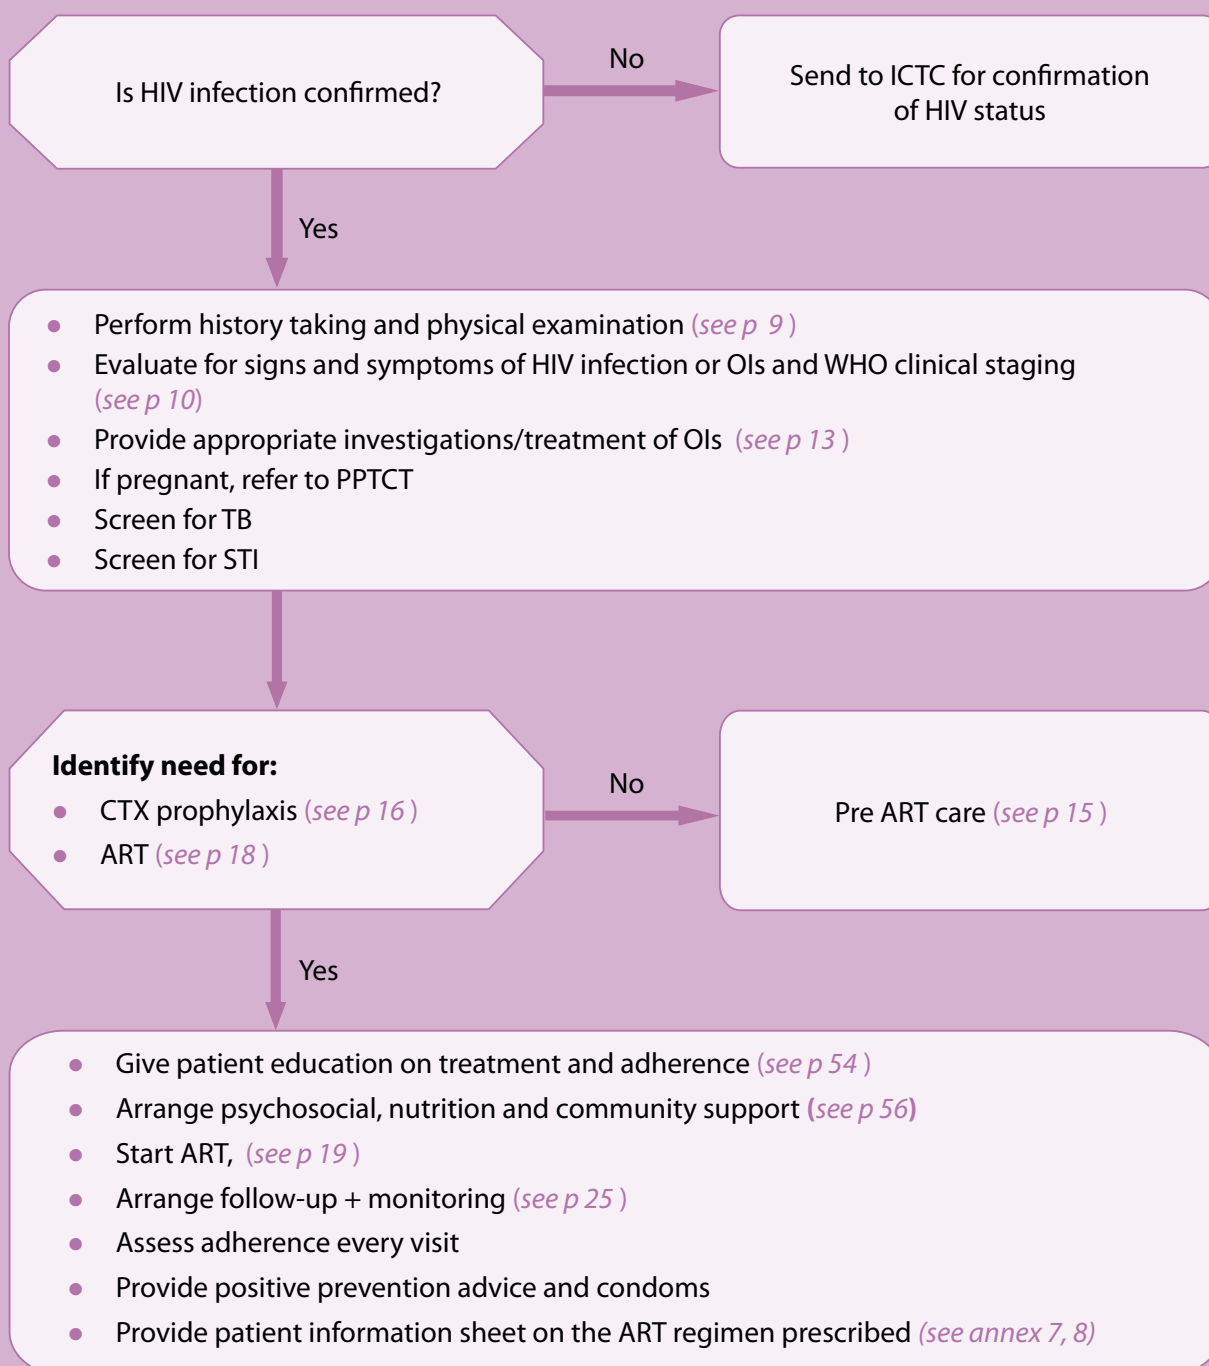 Is HIV infection confirmed?
No
Send to ICTC for confirmation
of HIV status
Yes
● Perform history taking and physical examination (see p 9 )
● Evaluate for signs and symptoms of HIV infection or OIs and WHO clinical staging
(see p 10)
● Provide appropriate investigations/treatment of OIs (see p 13 )
● If pregnant, refer to PPTCT
● Screen for TB
● Screen for STI
Identify need for:
● CTX prophylaxis (see p 16 )
● ART (see p 18 )
No
Pre ART care (see p 15 )
Yes
● Give patient education on treatment and adherence (see p 54 )
● Arrange psychosocial, nutrition and community support (see p 56)
● Start ART, (see p 19 )
● Arrange follow-up + monitoring (see p 25 )
● Assess adherence every visit
● Provide positive prevention advice and condoms
● Provide patient information sheet on the ART regimen prescribed (see annex 7, 8)